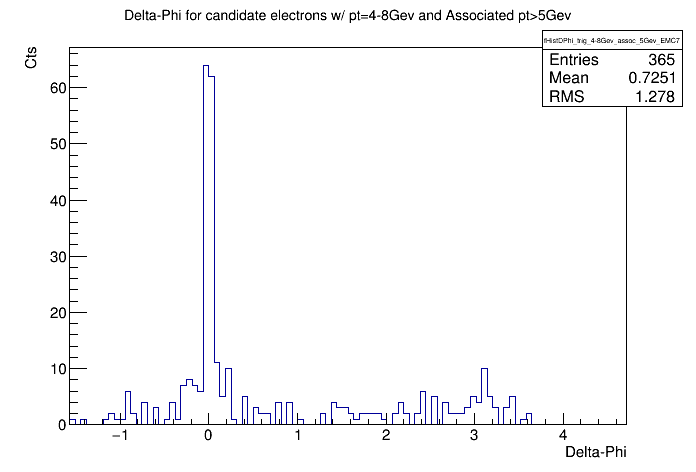 Delta-Phi for candidate electrons w/ pt=4-8Gev and Associated pt>5Gev
fHistDPhi_trig_4-8Gev_assoc_5Gev_EMC7
Entries 365
Mean 0.7251
RMS 1.278
Cts
60
50
40
30
20
10
0
−1 0 1 2 3 4
Delta-Phi